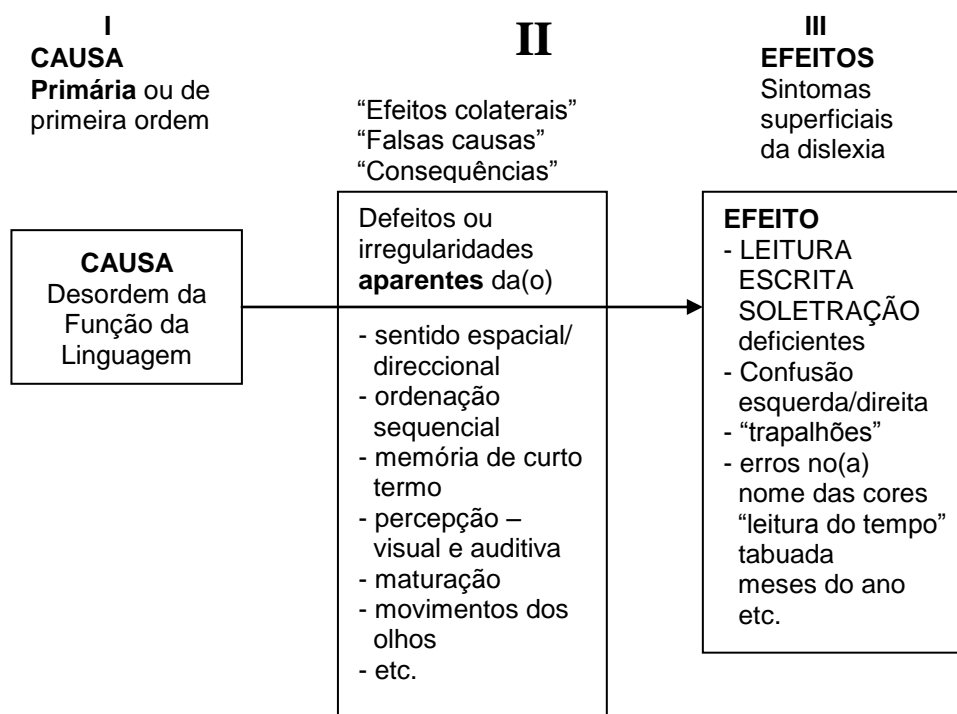 I
CAUSA
Primária ou de
primeira ordem
CAUSA
Desordem da
Função da
Linguagem
II
“Efeitos colaterais”
“Falsas causas”
“Consequências”
Defeitos ou
irregularidades
aparentes da(o)
- sentido espacial/
direccional
- ordenação
sequencial
- memória de curto
termo
- percepção –
visual e auditiva
- maturação
- movimentos dos
olhos
- etc.
III
EFEITOS
Sintomas
superficiais
da dislexia
EFEITO
- LEITURA
ESCRITA
SOLETRAÇÃO
deficientes
- Confusão
esquerda/direita
- “trapalhões”
- erros no(a)
nome das cores
“leitura do tempo”
tabuada
meses do ano
etc.